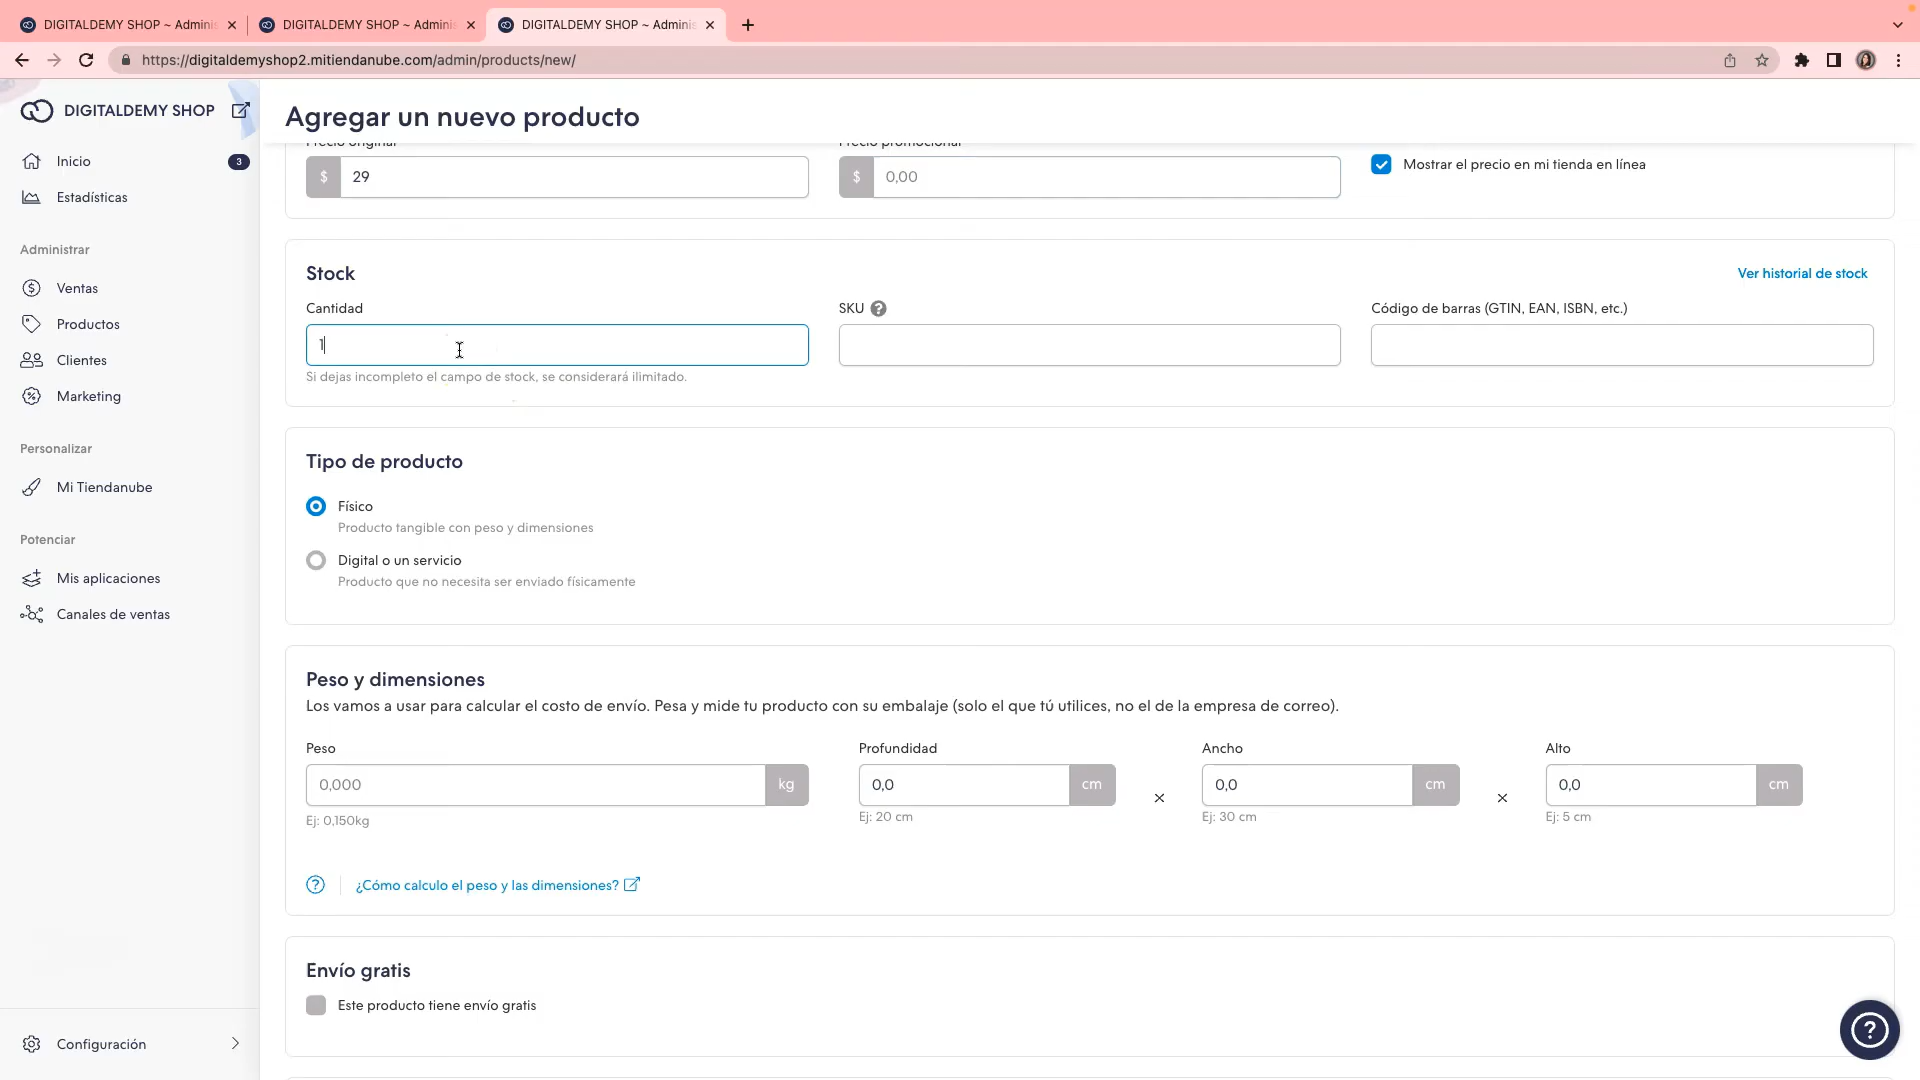 DIGITALDEMY SHOP ~ Adminis
DIGITALDEMY SHOP ~ Adminis
DIGITALDEMY SHOP ~ Adminis
https://digitaldemyshop2.mitiendanube.com/admin/products/new/
DIGITALDEMY SHOP
Agregar un nuevo producto
Inicio
3
Estadísticas
Administrar
Ventas
Productos
Clientes
Marketing
Personalizar
Mi Tiendanube
Potenciar
Mis aplicaciones
Canales de ventas
Configuración
Precio original
Precio promocional
$ 29
$ 0,00
Mostrar el precio en mi tienda en línea
Stock
Ver historial de stock
Cantidad
SKU ?
Código de barras (GTIN, EAN, ISBN, etc.)
1
Si dejas incompleto el campo de stock, se considerará ilimitado.
Tipo de producto
Físico
Producto tangible con peso y dimensiones
Digital o un servicio
Producto que no necesita ser enviado físicamente
Peso y dimensiones
Los vamos a usar para calcular el costo de envío. Pesa y mide tu producto con su embalaje (solo el que tú utilices, no el de la empresa de correo).
Peso
Profundidad
Ancho
Alto
0,000 kg
0,0 cm
0,0 cm
0,0 cm
Ej: 0,150kg
Ej: 20 cm
Ej: 30 cm
Ej: 5 cm
? ¿Cómo calculo el peso y las dimensiones?
Envío gratis
Este producto tiene envío gratis
?